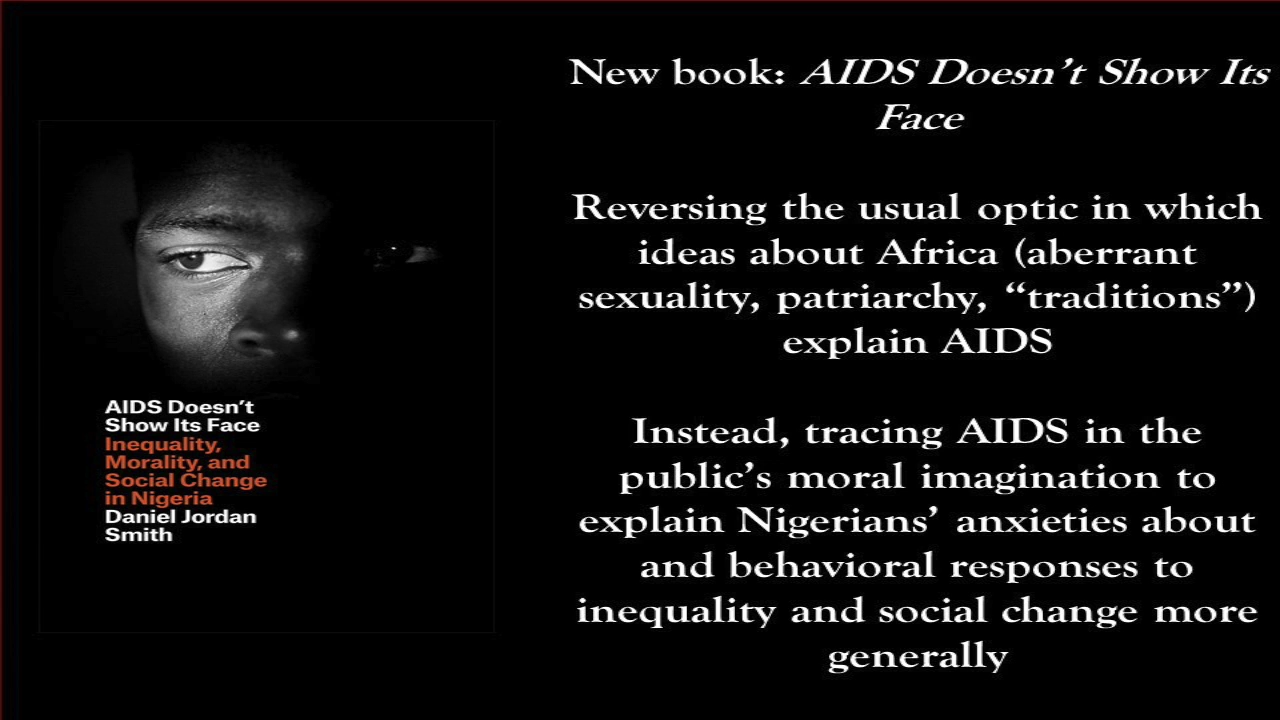 New book: AIDS Doesn’t Show Its
Face
Reversing the usual optic in which
ideas about Africa (aberrant
sexuality, patriarchy, “traditions”)
explain AIDS
Instead, tracing AIDS in the
public’s moral imagination to
explain Nigerians’ anxieties about
and behavioral responses to
inequality and social change more
generally
AIDS Doesn’t
Show Its Face
Inequality,
Morality, and
Social Change
in Nigeria
Daniel Jordan
Smith